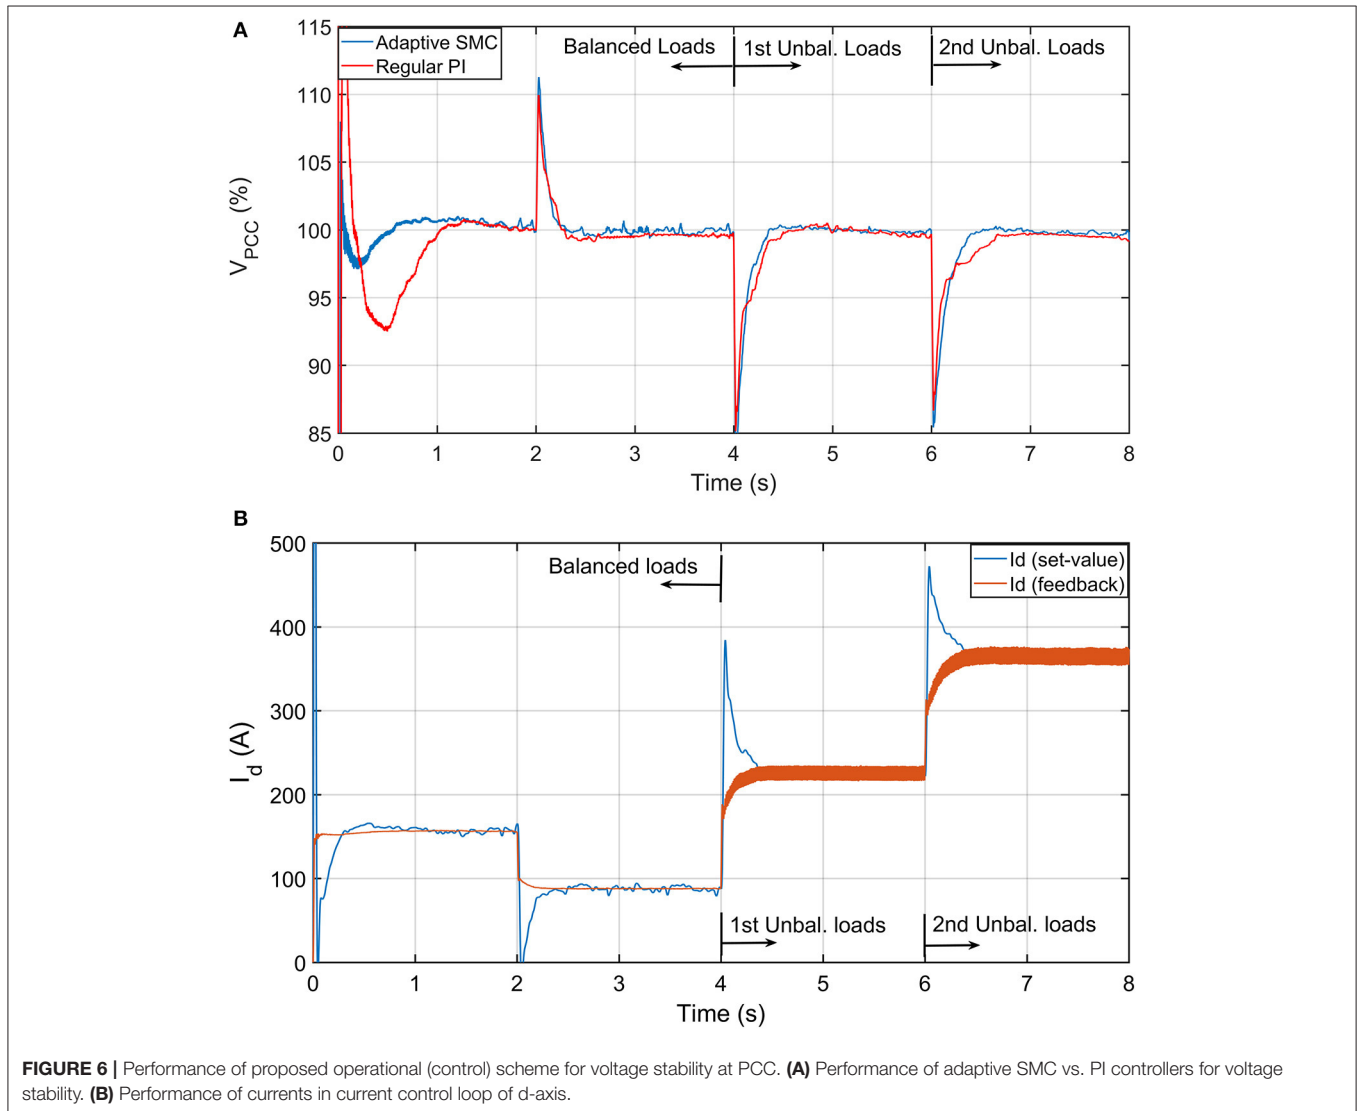 A
Adaptive SMC
Regular PI
Balanced Loads
1st Unbal. Loads
2nd Unbal. Loads
115
110
105
100
95
90
85
V_PCC (%)
0 1 2 3 4 5 6 7 8
Time (s)
B
Balanced loads
Id (set-value)
Id (feedback)
500
400
300
200
100
0
I_d (A)
1st Unbal. loads
2nd Unbal. loads
0 1 2 3 4 5 6 7 8
Time (s)
FIGURE 6 | Performance of proposed operational (control) scheme for voltage stability at PCC. (A) Performance of adaptive SMC vs. PI controllers for voltage
stability. (B) Performance of currents in current control loop of d-axis.